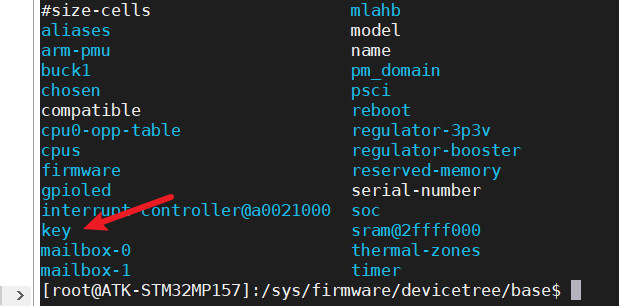 #size-cells mlahb
aliases model
arm-pmu name
buck1 pm_domain
chosen psci
compatible reboot
cpu0-opp-table regulator-3p3v
cpus regulator-booster
firmware reserved-memory
gpioled serial-number
interrupt-controller@a0021000 soc
key sram@2ffff000
mailbox-0 thermal-zones
mailbox-1 timer
[root@ATK-STM32MP157]:/sys/firmware/devicetree/base$